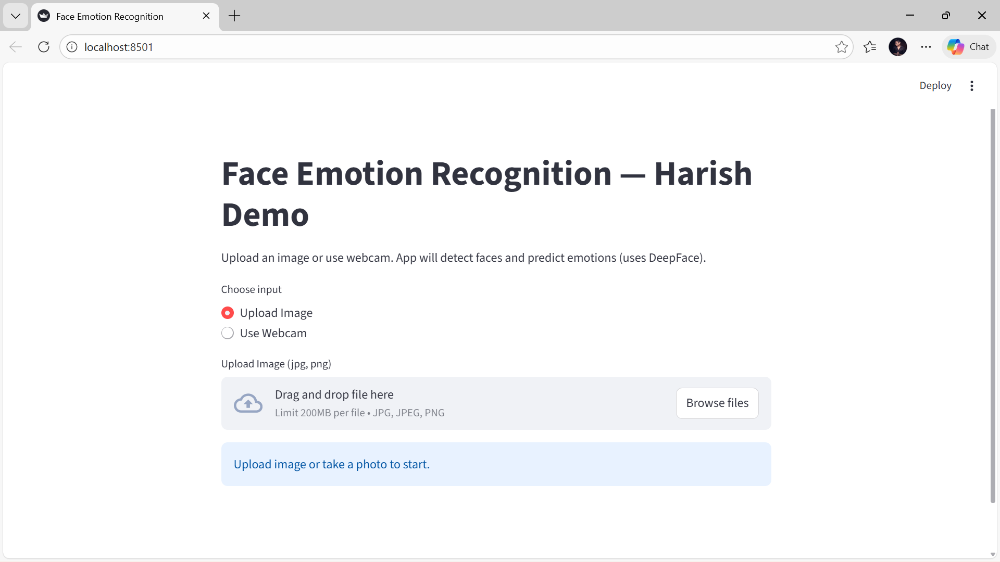 Face Emotion Recognition
localhost:8501
Chat
Deploy
Face Emotion Recognition — Harish
Demo
Upload an image or use webcam. App will detect faces and predict emotions (uses DeepFace).
Choose input
Upload Image
Use Webcam
Upload Image (jpg, png)
Drag and drop file here
Limit 200MB per file • JPG, JPEG, PNG
Browse files
Upload image or take a photo to start.